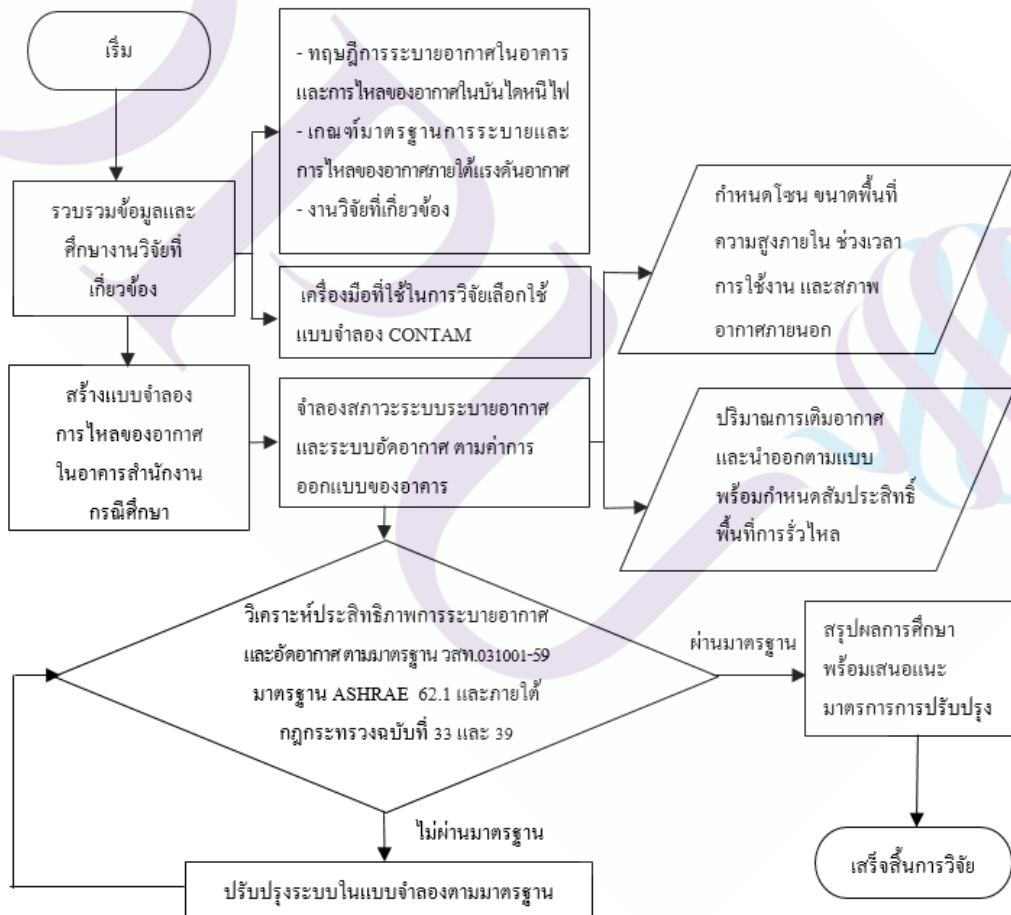 เริ่ม
- ทฤษฎีการระบายอากาศในอาคาร
และการไหลของอากาศในบันไดหนีไฟ
- เกณฑ์มาตรฐานการระบายและ
การไหลของอากาศภายใต้แรงดันอากาศ
- งานวิจัยที่เกี่ยวข้อง
รวบรวมข้อมูลและ
ศึกษางานวิจัยที่
เกี่ยวข้อง
เครื่องมือที่ใช้ในการวิจัยเลือกใช้
แบบจำลอง CONTAM
กำหนดโซน ขนาดพื้นที่
ความสูงภายใน ช่วงเวลา
การใช้งาน และสภาพ
อากาศภายนอก
สร้างแบบจำลอง
การไหลของอากาศ
ในอาคารสำนักงาน
กรณีศึกษา
จำลองสภาวะระบบระบายอากาศ
และระบบอัดอากาศ ตามค่าการ
ออกแบบของอาคาร
ปริมาณการเติมอากาศ
และนำออกตามแบบ
พร้อมกำหนดสัมประสิทธิ์
พื้นที่การรั่วไหล
วิเคราะห์ประสิทธิภาพการระบายอากาศ
และอัดอากาศ ตามมาตรฐาน วสท.031001-59
มาตรฐาน ASHRAE 62.1 และภายใต้
กฎกระทรวงฉบับที่ 33 และ 39
ผ่านมาตรฐาน
สรุปผลการศึกษา
พร้อมเสนอแนะ
มาตรการการปรับปรุง
ไม่ผ่านมาตรฐาน
ปรับปรุงระบบในแบบจำลองตามมาตรฐาน
เสร็จสิ้นการวิจัย